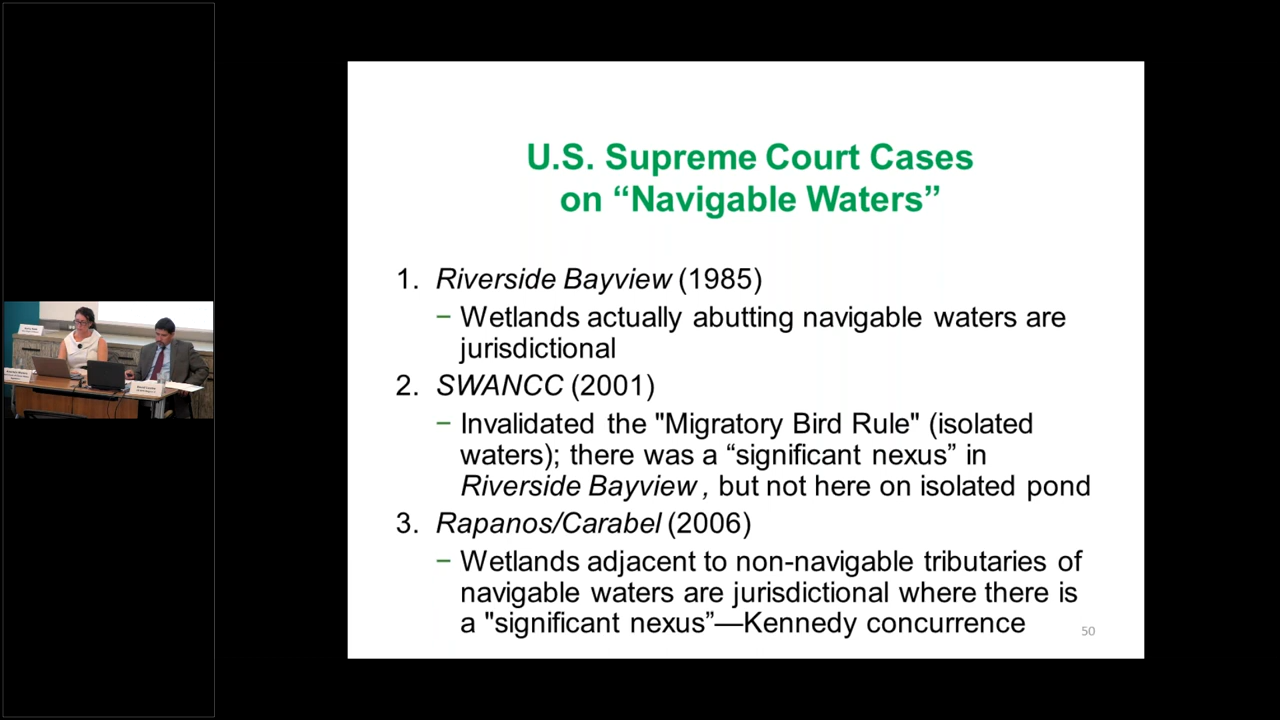 U.S. Supreme Court Cases
on “Navigable Waters”
1. Riverside Bayview (1985)
− Wetlands actually abutting navigable waters are
jurisdictional
2. SWANCC (2001)
− Invalidated the "Migratory Bird Rule" (isolated
waters); there was a “significant nexus” in
Riverside Bayview , but not here on isolated pond
3. Rapanos/Carabel (2006)
− Wetlands adjacent to non-navigable tributaries of
navigable waters are jurisdictional where there is
a "significant nexus”—Kennedy concurrence
50